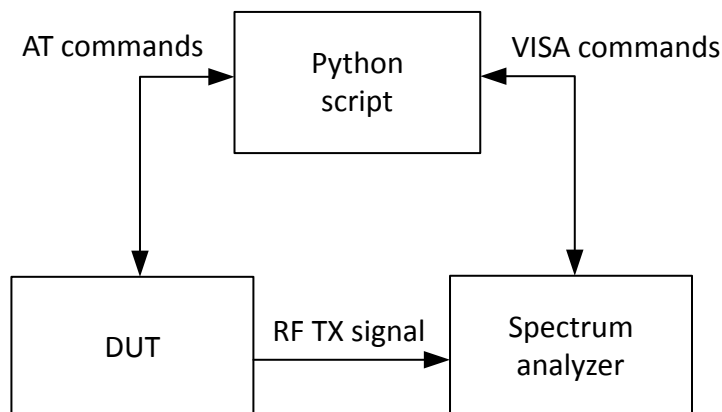 AT commands
Python
script
VISA commands
DUT
RF TX signal
Spectrum
analyzer